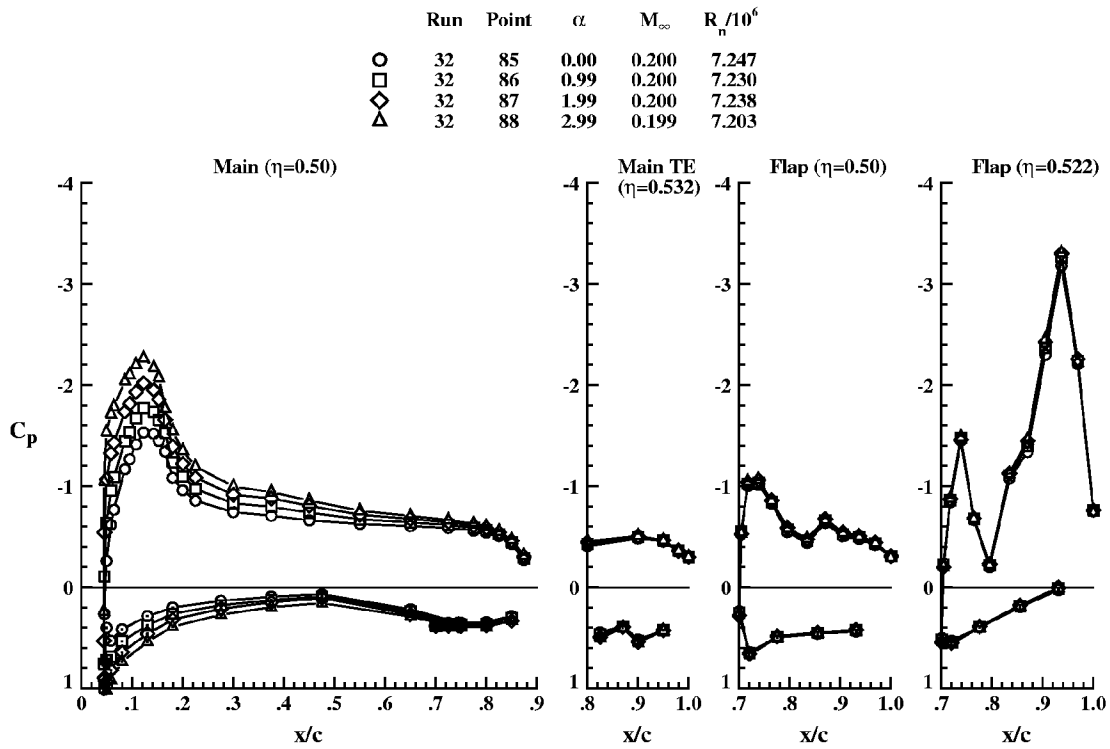 Run Point α M∞ Rn/10^6
32 85 0.00 0.200 7.247
32 86 0.99 0.200 7.230
32 87 1.99 0.200 7.238
32 88 2.99 0.199 7.203
Main (η=0.50)
Main TE
(η=0.532)
Flap (η=0.50)
Flap (η=0.522)
-4 -4 -4 -4
-3 -3 -3 -3
-2 -2 -2 -2
Cp
-1 -1 -1 -1
0 0 0 0
1 1 1 1
0 .1 .2 .3 .4 .5 .6 .7 .8 .9
.8 .9 1.0
.7 .8 .9 1.0
.7 .8 .9 1.0
x/c x/c x/c x/c